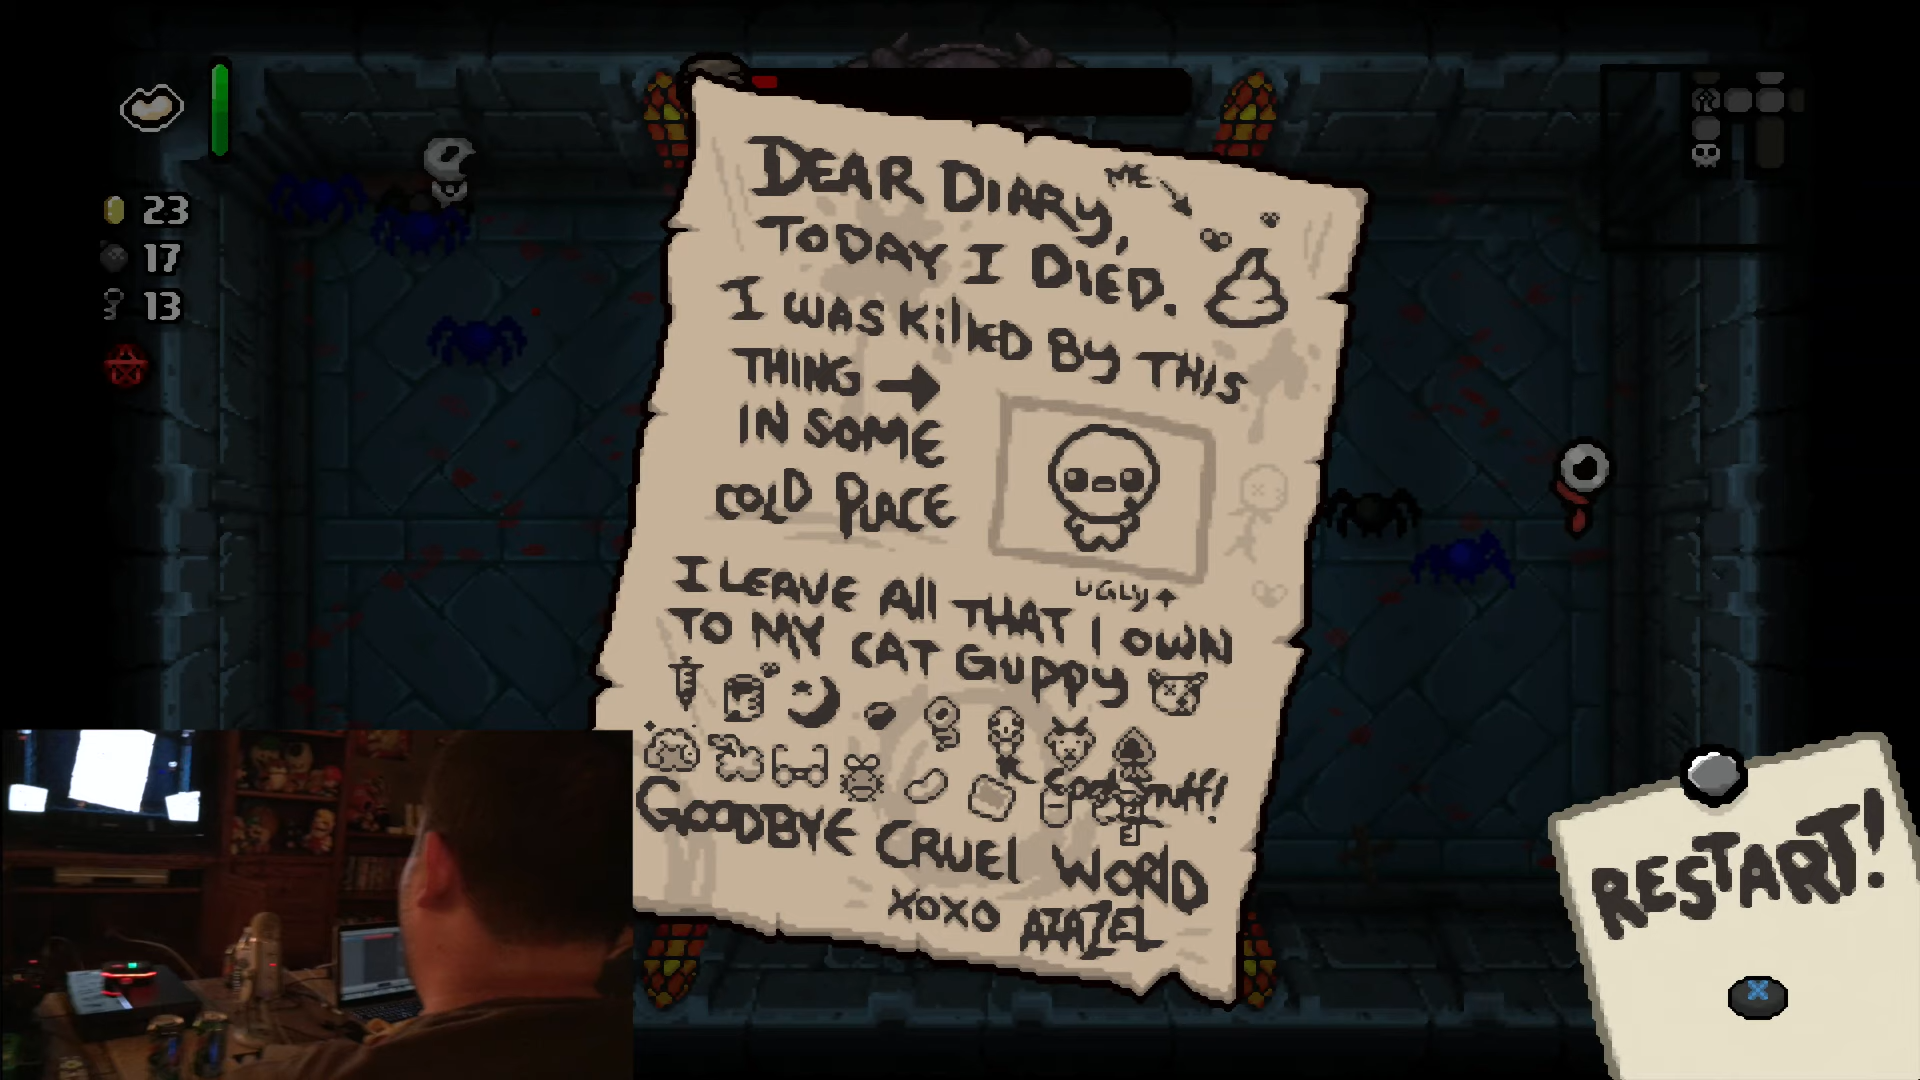 23
17
13
DEAR DIARY,
ME
TODAY I DIED.
I WAS KillED BY THIS
THING
IN SOME
COLD PLACE
UGLY
I LEAVE All THAT I OWN
TO MY CAT GUPPY
GOOD STUFF!
GOODBYE CRUEL WORLD
XOXO AZAZEL
RESTART!
X